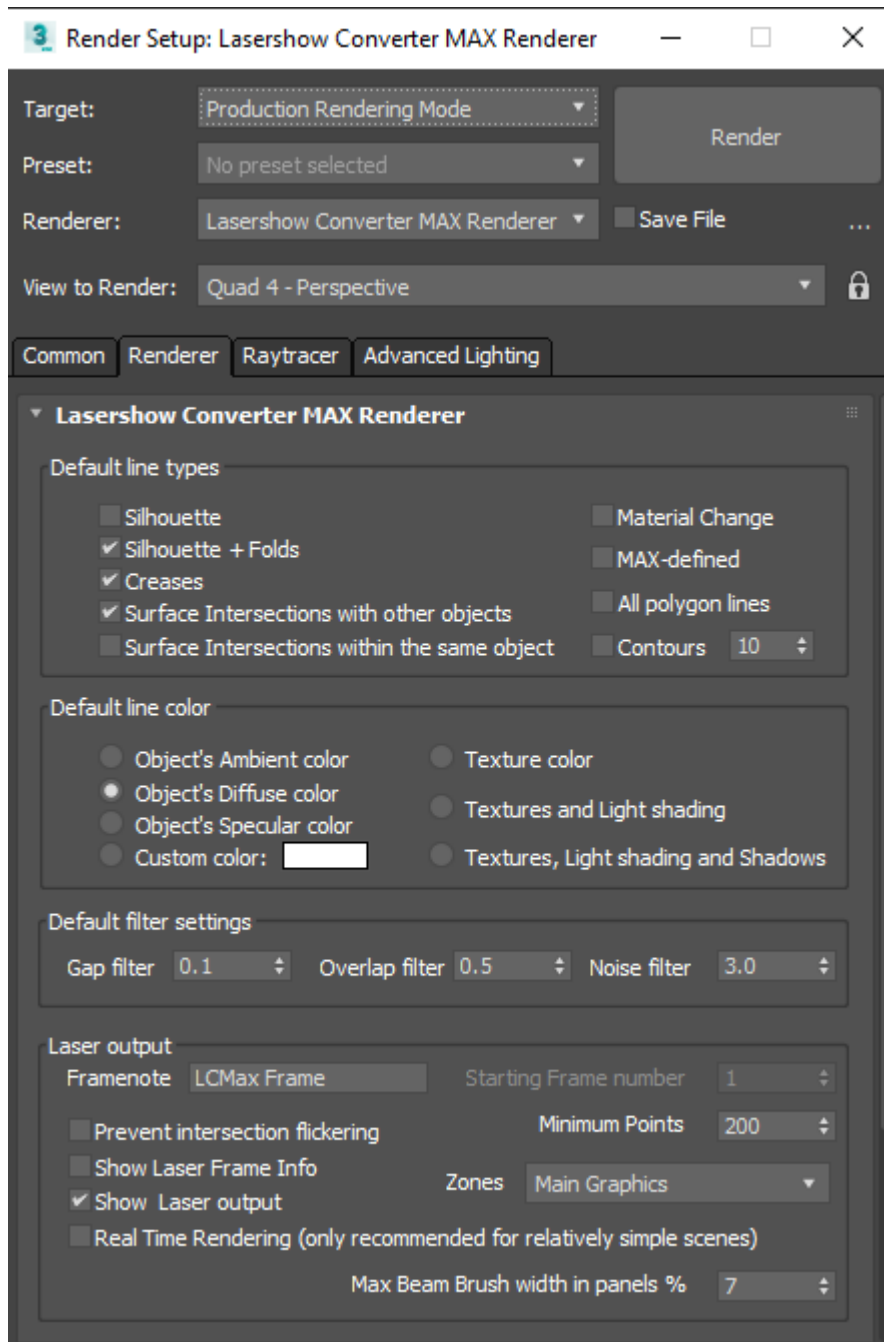 3 Render Setup: Lasershow Converter MAX Renderer
Target: Production Rendering Mode
Render
Preset: No preset selected
Renderer: Lasershow Converter MAX Renderer Save File ...
View to Render: Quad 4 - Perspective
Common Renderer Raytracer Advanced Lighting
Lasershow Converter MAX Renderer
Default line types
Silhouette Material Change
Silhouette + Folds MAX-defined
Creases
Surface Intersections with other objects All polygon lines
Surface Intersections within the same object Contours 10
Default line color
Object's Ambient color Texture color
Object's Diffuse color
Object's Specular color Textures and Light shading
Custom color: Textures, Light shading and Shadows
Default filter settings
Gap filter 0.1 Overlap filter 0.5 Noise filter 3.0
Laser output
Framenote LCMax Frame Starting Frame number 1
Prevent intersection flickering Minimum Points 200
Show Laser Frame Info
Zones Main Graphics
Show Laser output
Real Time Rendering (only recommended for relatively simple scenes)
Max Beam Brush width in panels % 7